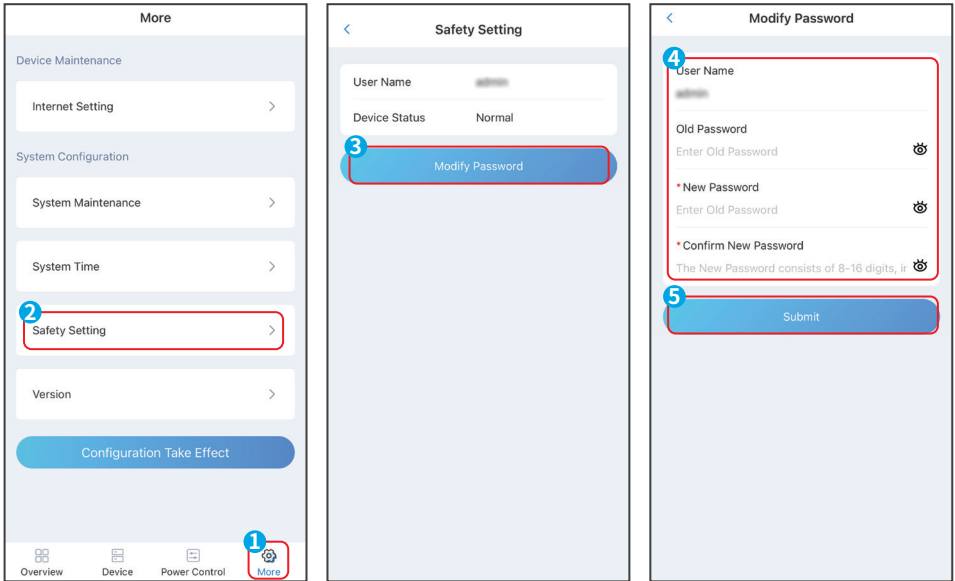 More
Device Maintenance
Internet Setting
System Configuration
System Maintenance
System Time
2
Safety Setting
Version
Configuration Take Effect
1
Overview
Device
Power Control
More
Safety Setting
User Name
Device Status Normal
3
Modify Password
Modify Password
4
User Name
Old Password
Enter Old Password
* New Password
Enter Old Password
* Confirm New Password
The New Password consists of 8-16 digits, ir
5
Submit